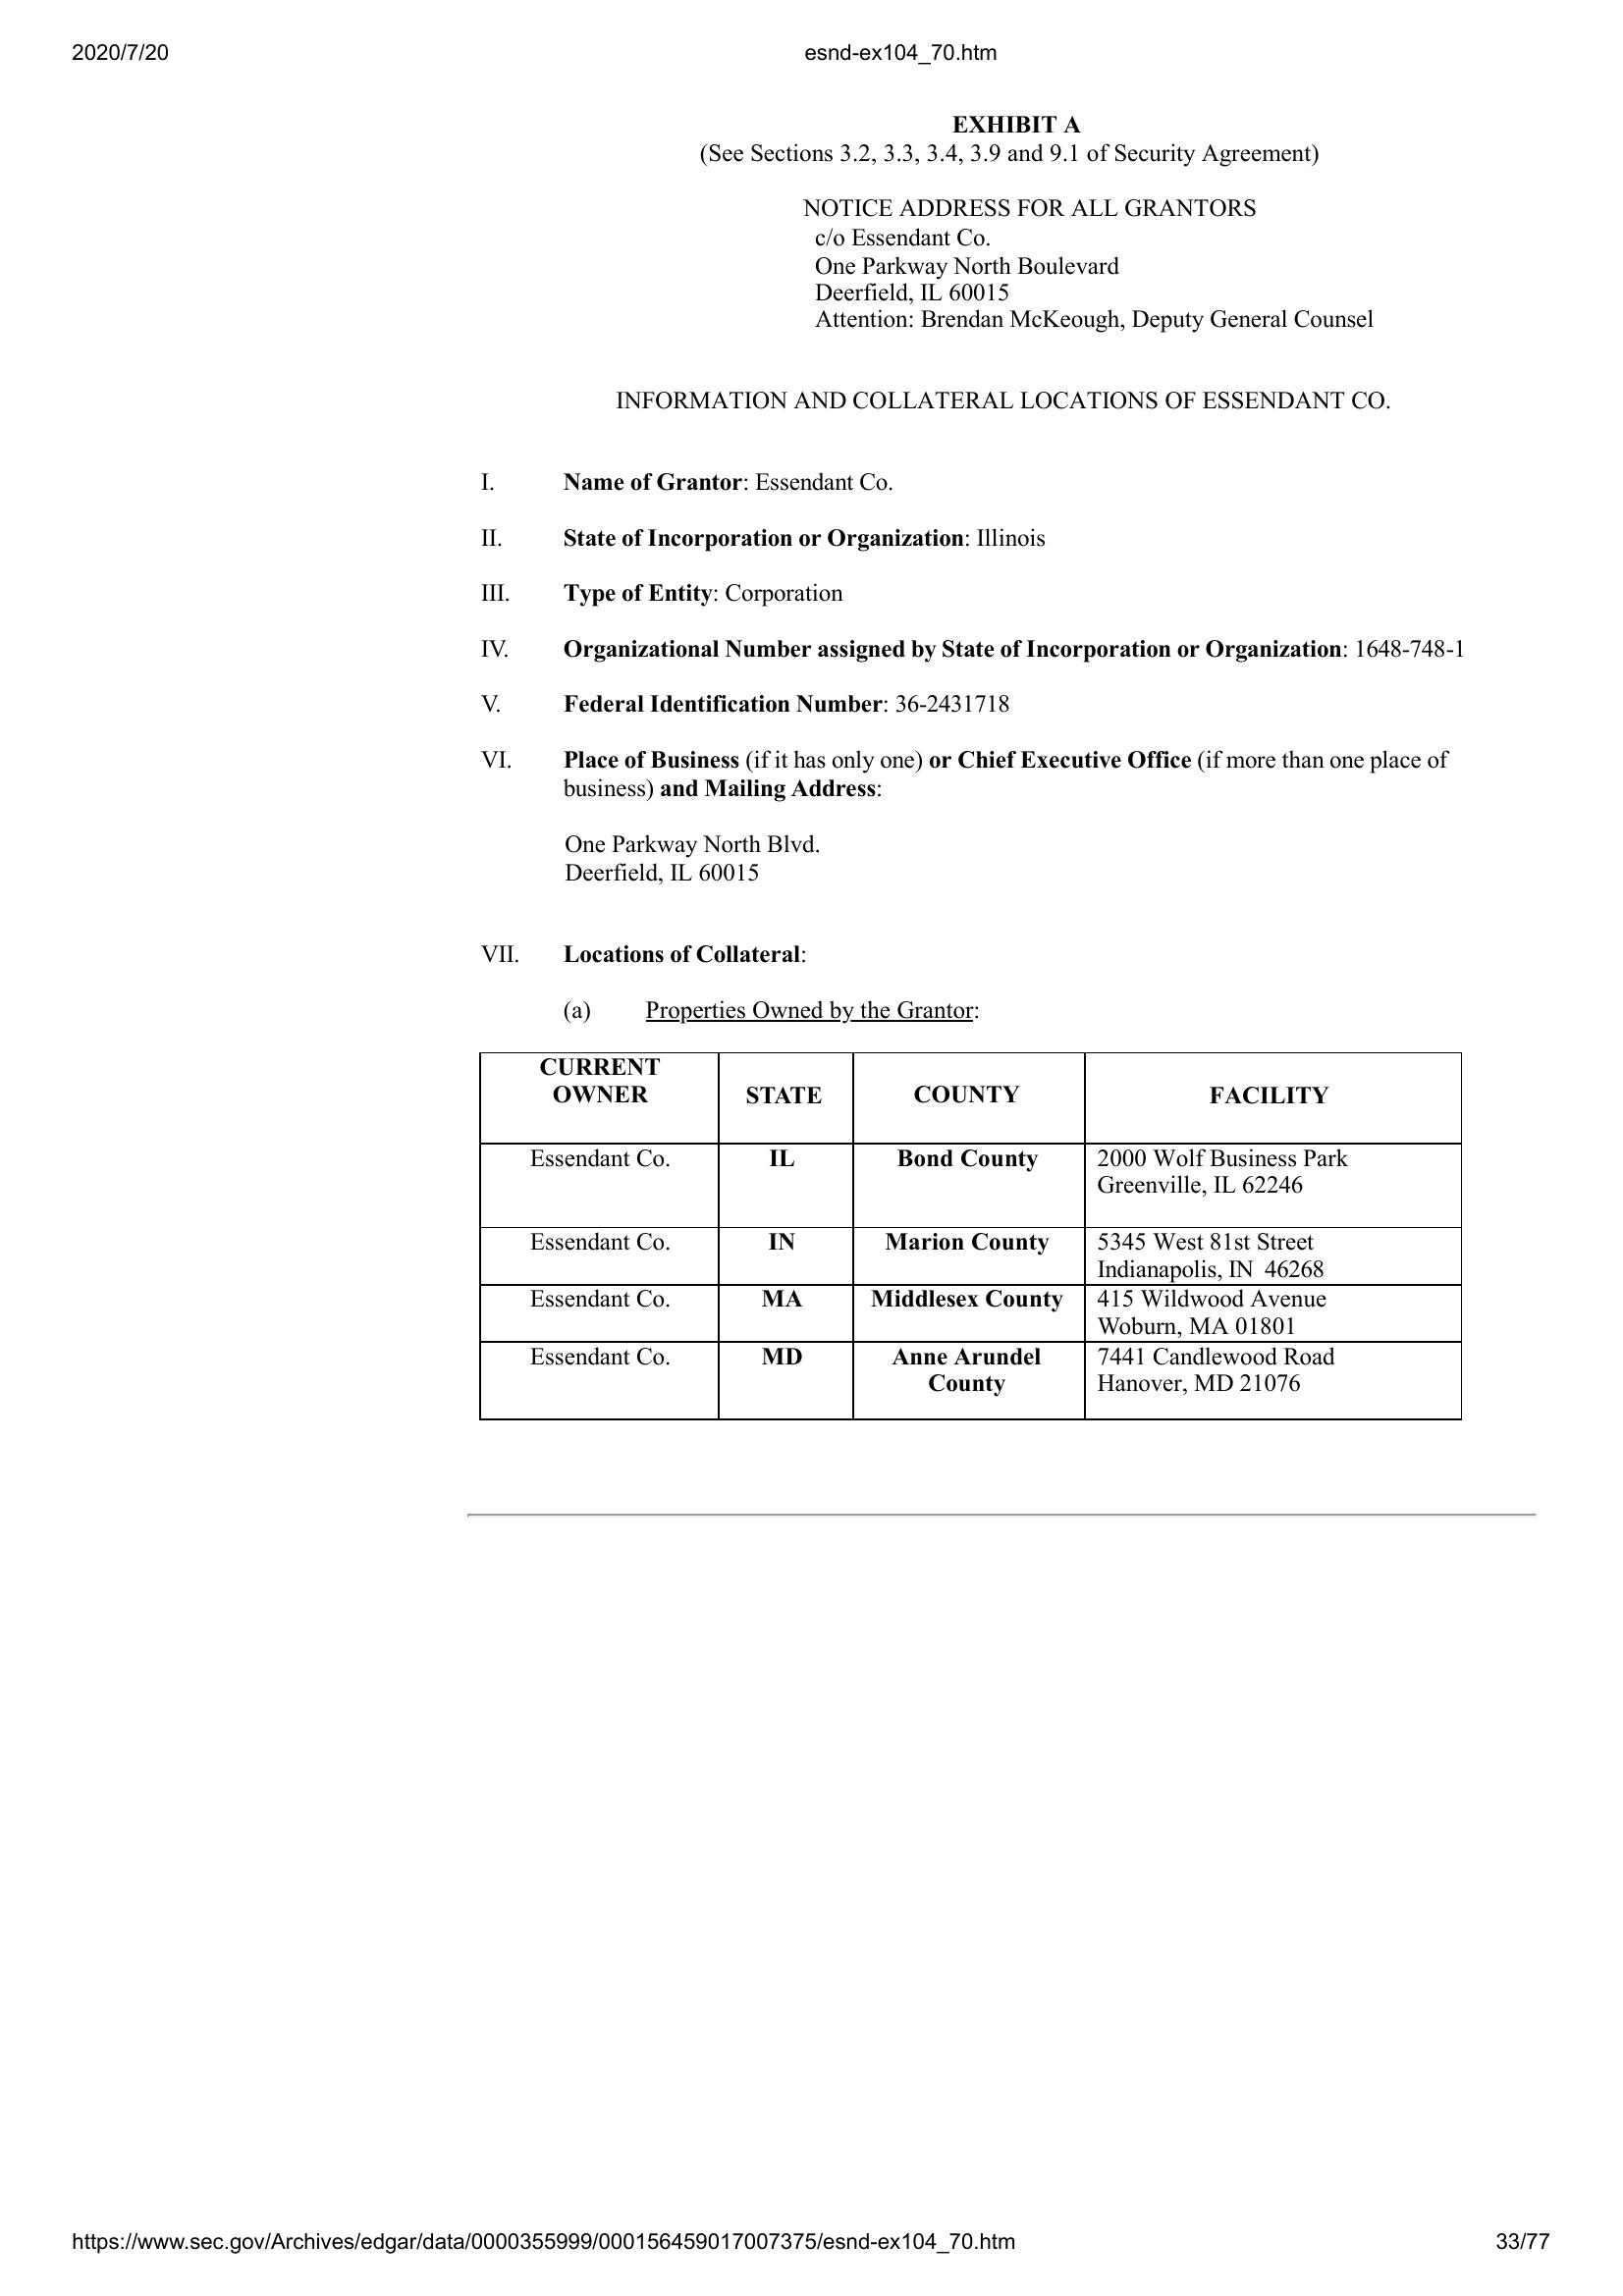 2020/7/20
esnd-ex104_70.htm
EXHIBIT A
(See Sections 3.2, 3.3, 3.4, 3.9 and 9.1 of Security Agreement)
NOTICE ADDRESS FOR ALL GRANTORS
c/o Essendant Co.
One Parkway North Boulevard
Deerfield, IL 60015
Attention: Brendan McKeough, Deputy General Counsel
INFORMATION AND COLLATERAL LOCATIONS OF ESSENDANT CO.
I. Name of Grantor: Essendant Co.
II. State of Incorporation or Organization: Illinois
III. Type of Entity: Corporation
IV. Organizational Number assigned by State of Incorporation or Organization: 1648-748-1
V. Federal Identification Number: 36-2431718
VI. Place of Business (if it has only one) or Chief Executive Office (if more than one place of
business) and Mailing Address:
One Parkway North Blvd.
Deerfield, IL 60015
VII. Locations of Collateral:
(a) Properties Owned by the Grantor:
CURRENT
OWNER STATE COUNTY FACILITY
Essendant Co. IL Bond County 2000 Wolf Business Park
Greenville, IL 62246
Essendant Co. IN Marion County 5345 West 81st Street
Indianapolis, IN 46268
Essendant Co. MA Middlesex County 415 Wildwood Avenue
Woburn, MA 01801
Essendant Co. MD Anne Arundel 7441 Candlewood Road
County Hanover, MD 21076
https://www.sec.gov/Archives/edgar/data/0000355999/000156459017007375/esnd-ex104_70.htm
33/77